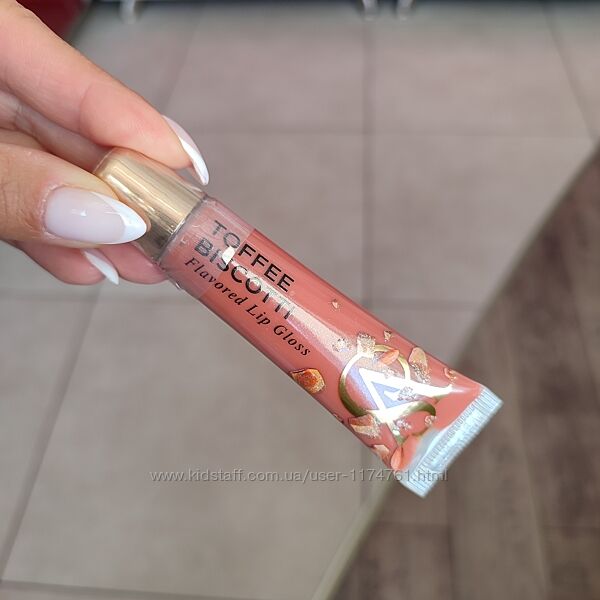 TOFFEE
BISCOTTI
Flavored Lip Gloss
A
www.kidstaff.com.ua/user-1174761.html